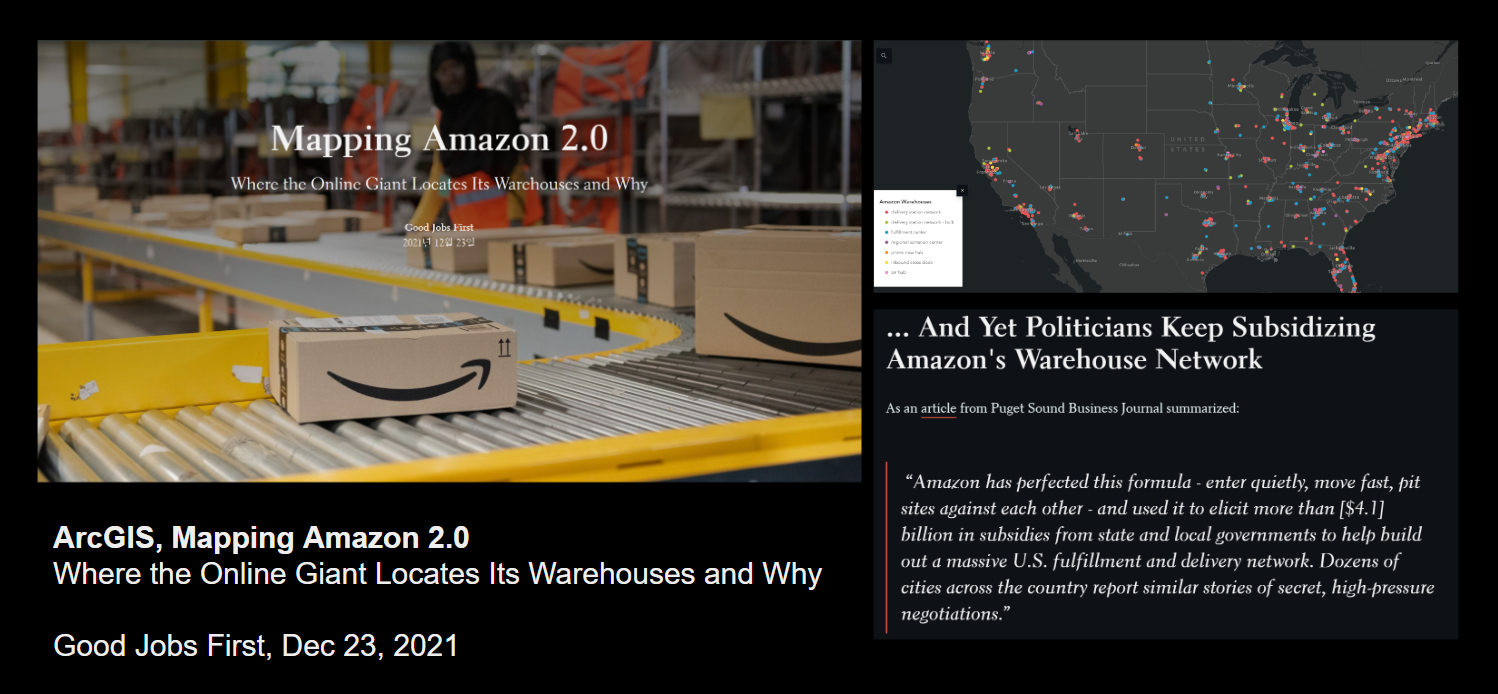 Mapping Amazon 2.0
Where the Online Giant Locates Its Warehouses and Why
Good Jobs First
2021년 12월 23일
ArcGIS, Mapping Amazon 2.0
Where the Online Giant Locates Its Warehouses and Why
Good Jobs First, Dec 23, 2021
UNITED
STATES
Amazon Warehouses
delivery station network
fulfillment center
regional sortation center
prime now hub
inbound cross dock
air hub
... And Yet Politicians Keep Subsidizing
Amazon's Warehouse Network
As an article from Puget Sound Business Journal summarized:
“Amazon has perfected this formula - enter quietly, move fast, pit
sites against each other - and used it to elicit more than [$4.1]
billion in subsidies from state and local governments to help build
out a massive U.S. fulfillment and delivery network. Dozens of
cities across the country report similar stories of secret, high-pressure
negotiations.”